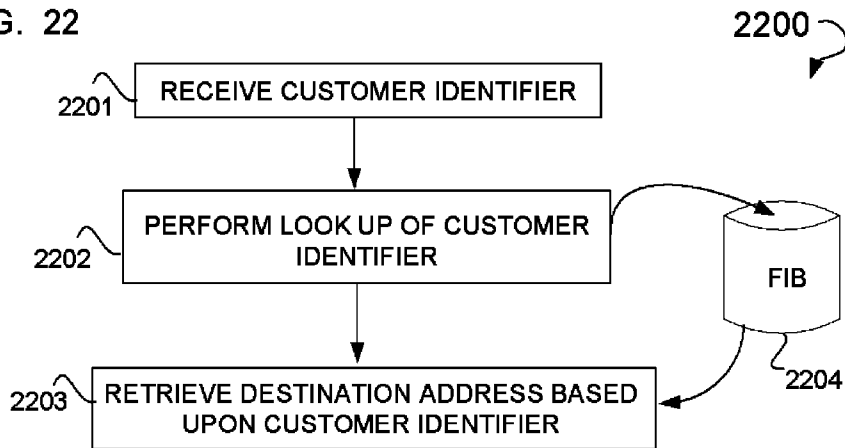 G. 22
2200
2201
RECEIVE CUSTOMER IDENTIFIER
2202
PERFORM LOOK UP OF CUSTOMER
IDENTIFIER
FIB
2204
2203
RETRIEVE DESTINATION ADDRESS BASED
UPON CUSTOMER IDENTIFIER